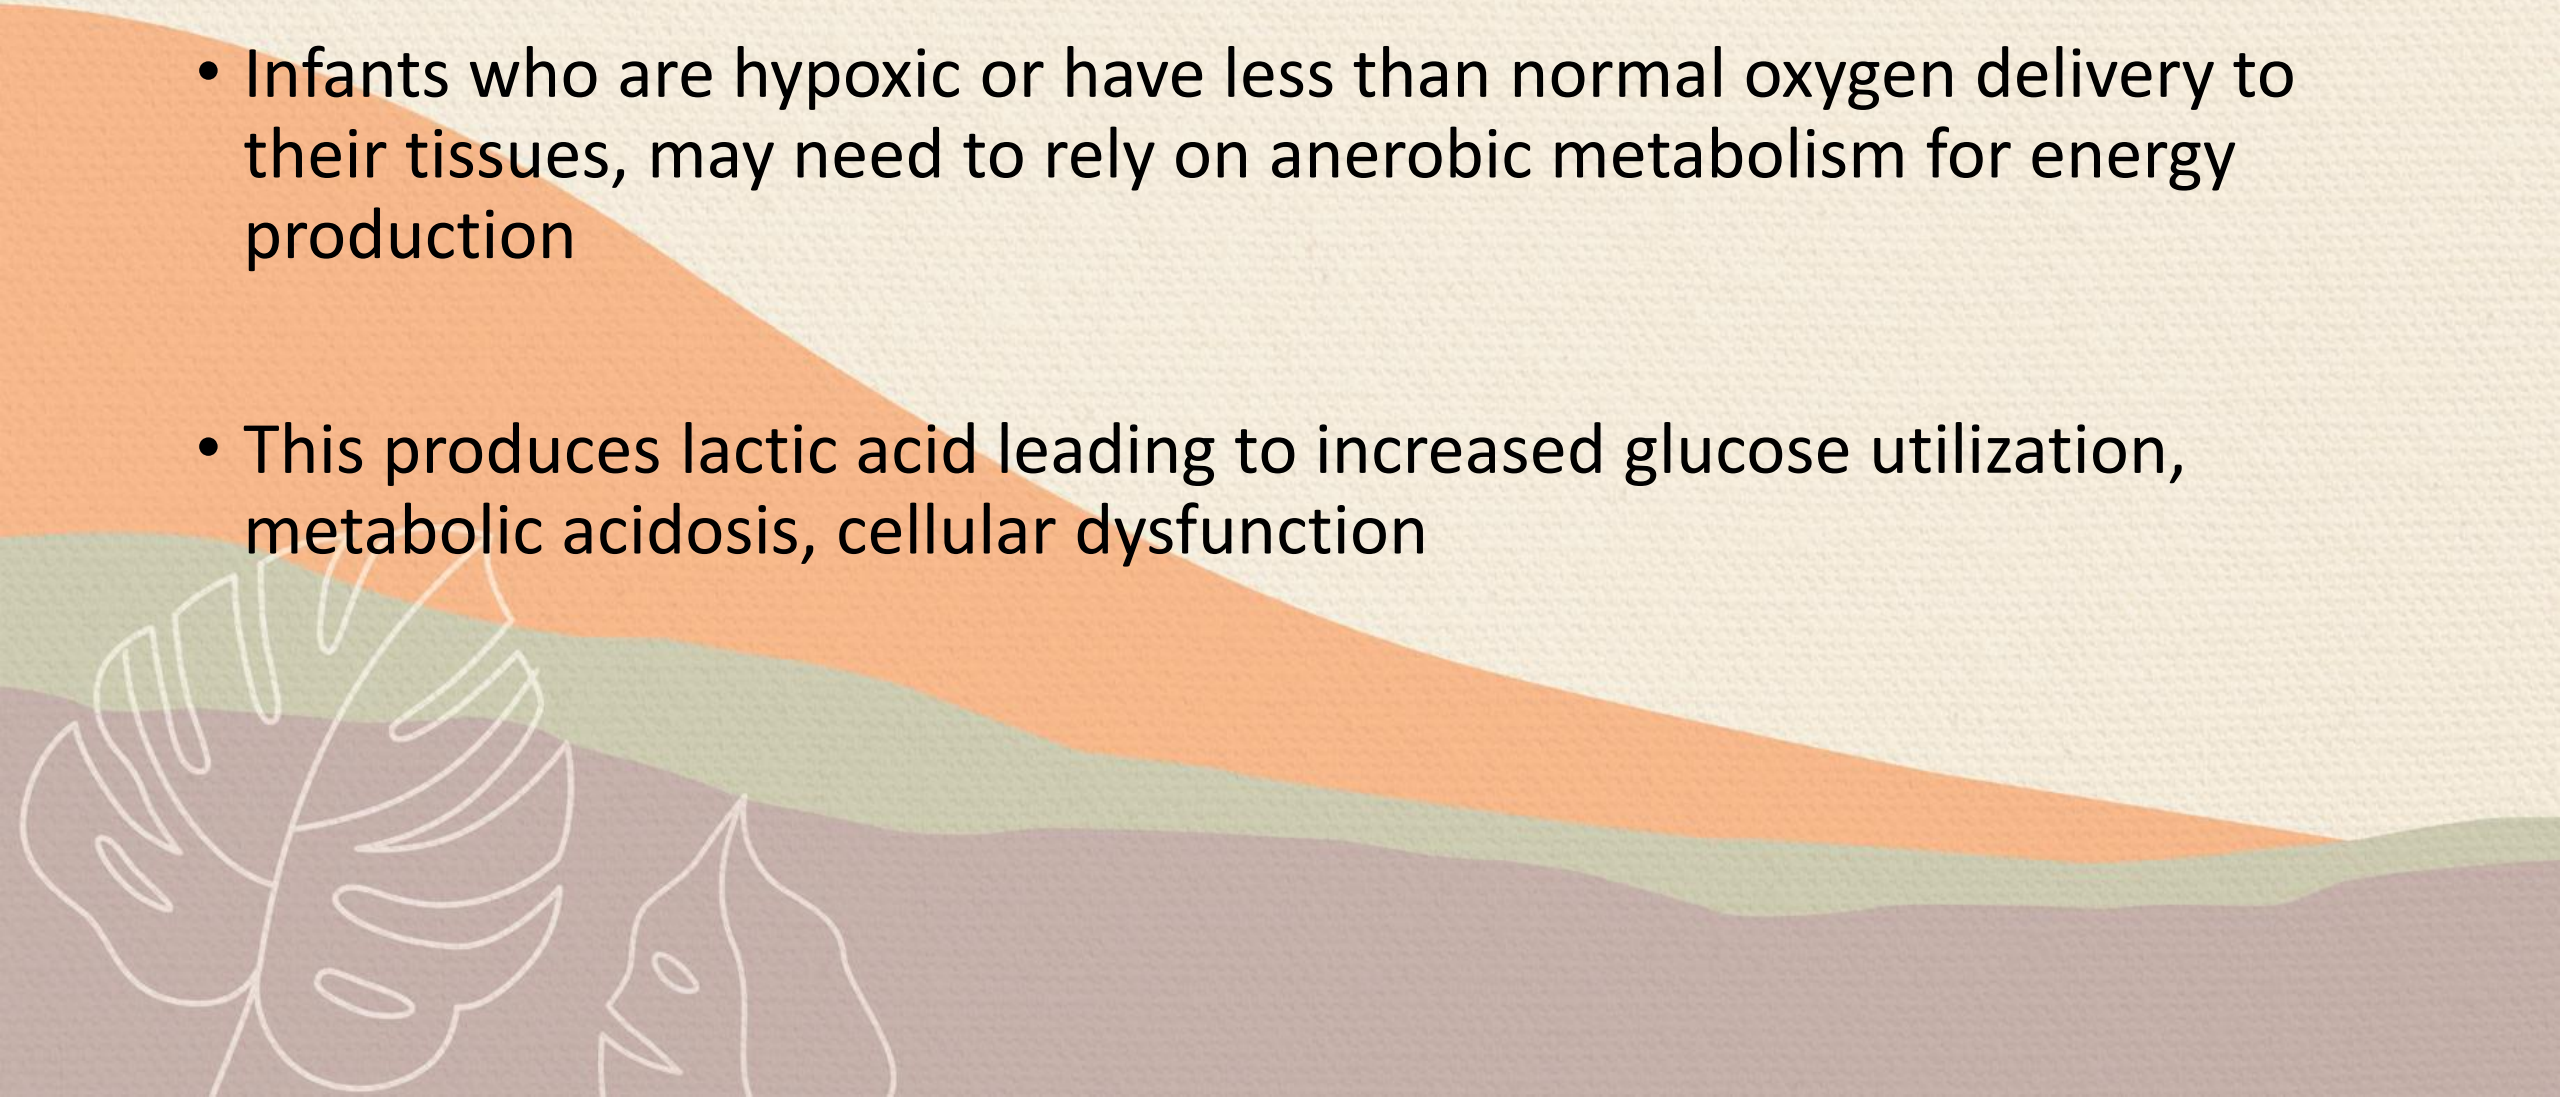 • Infants who are hypoxic or have less than normal oxygen delivery to
their tissues, may need to rely on anerobic metabolism for energy
production
• This produces lactic acid leading to increased glucose utilization,
metabolic acidosis, cellular dysfunction